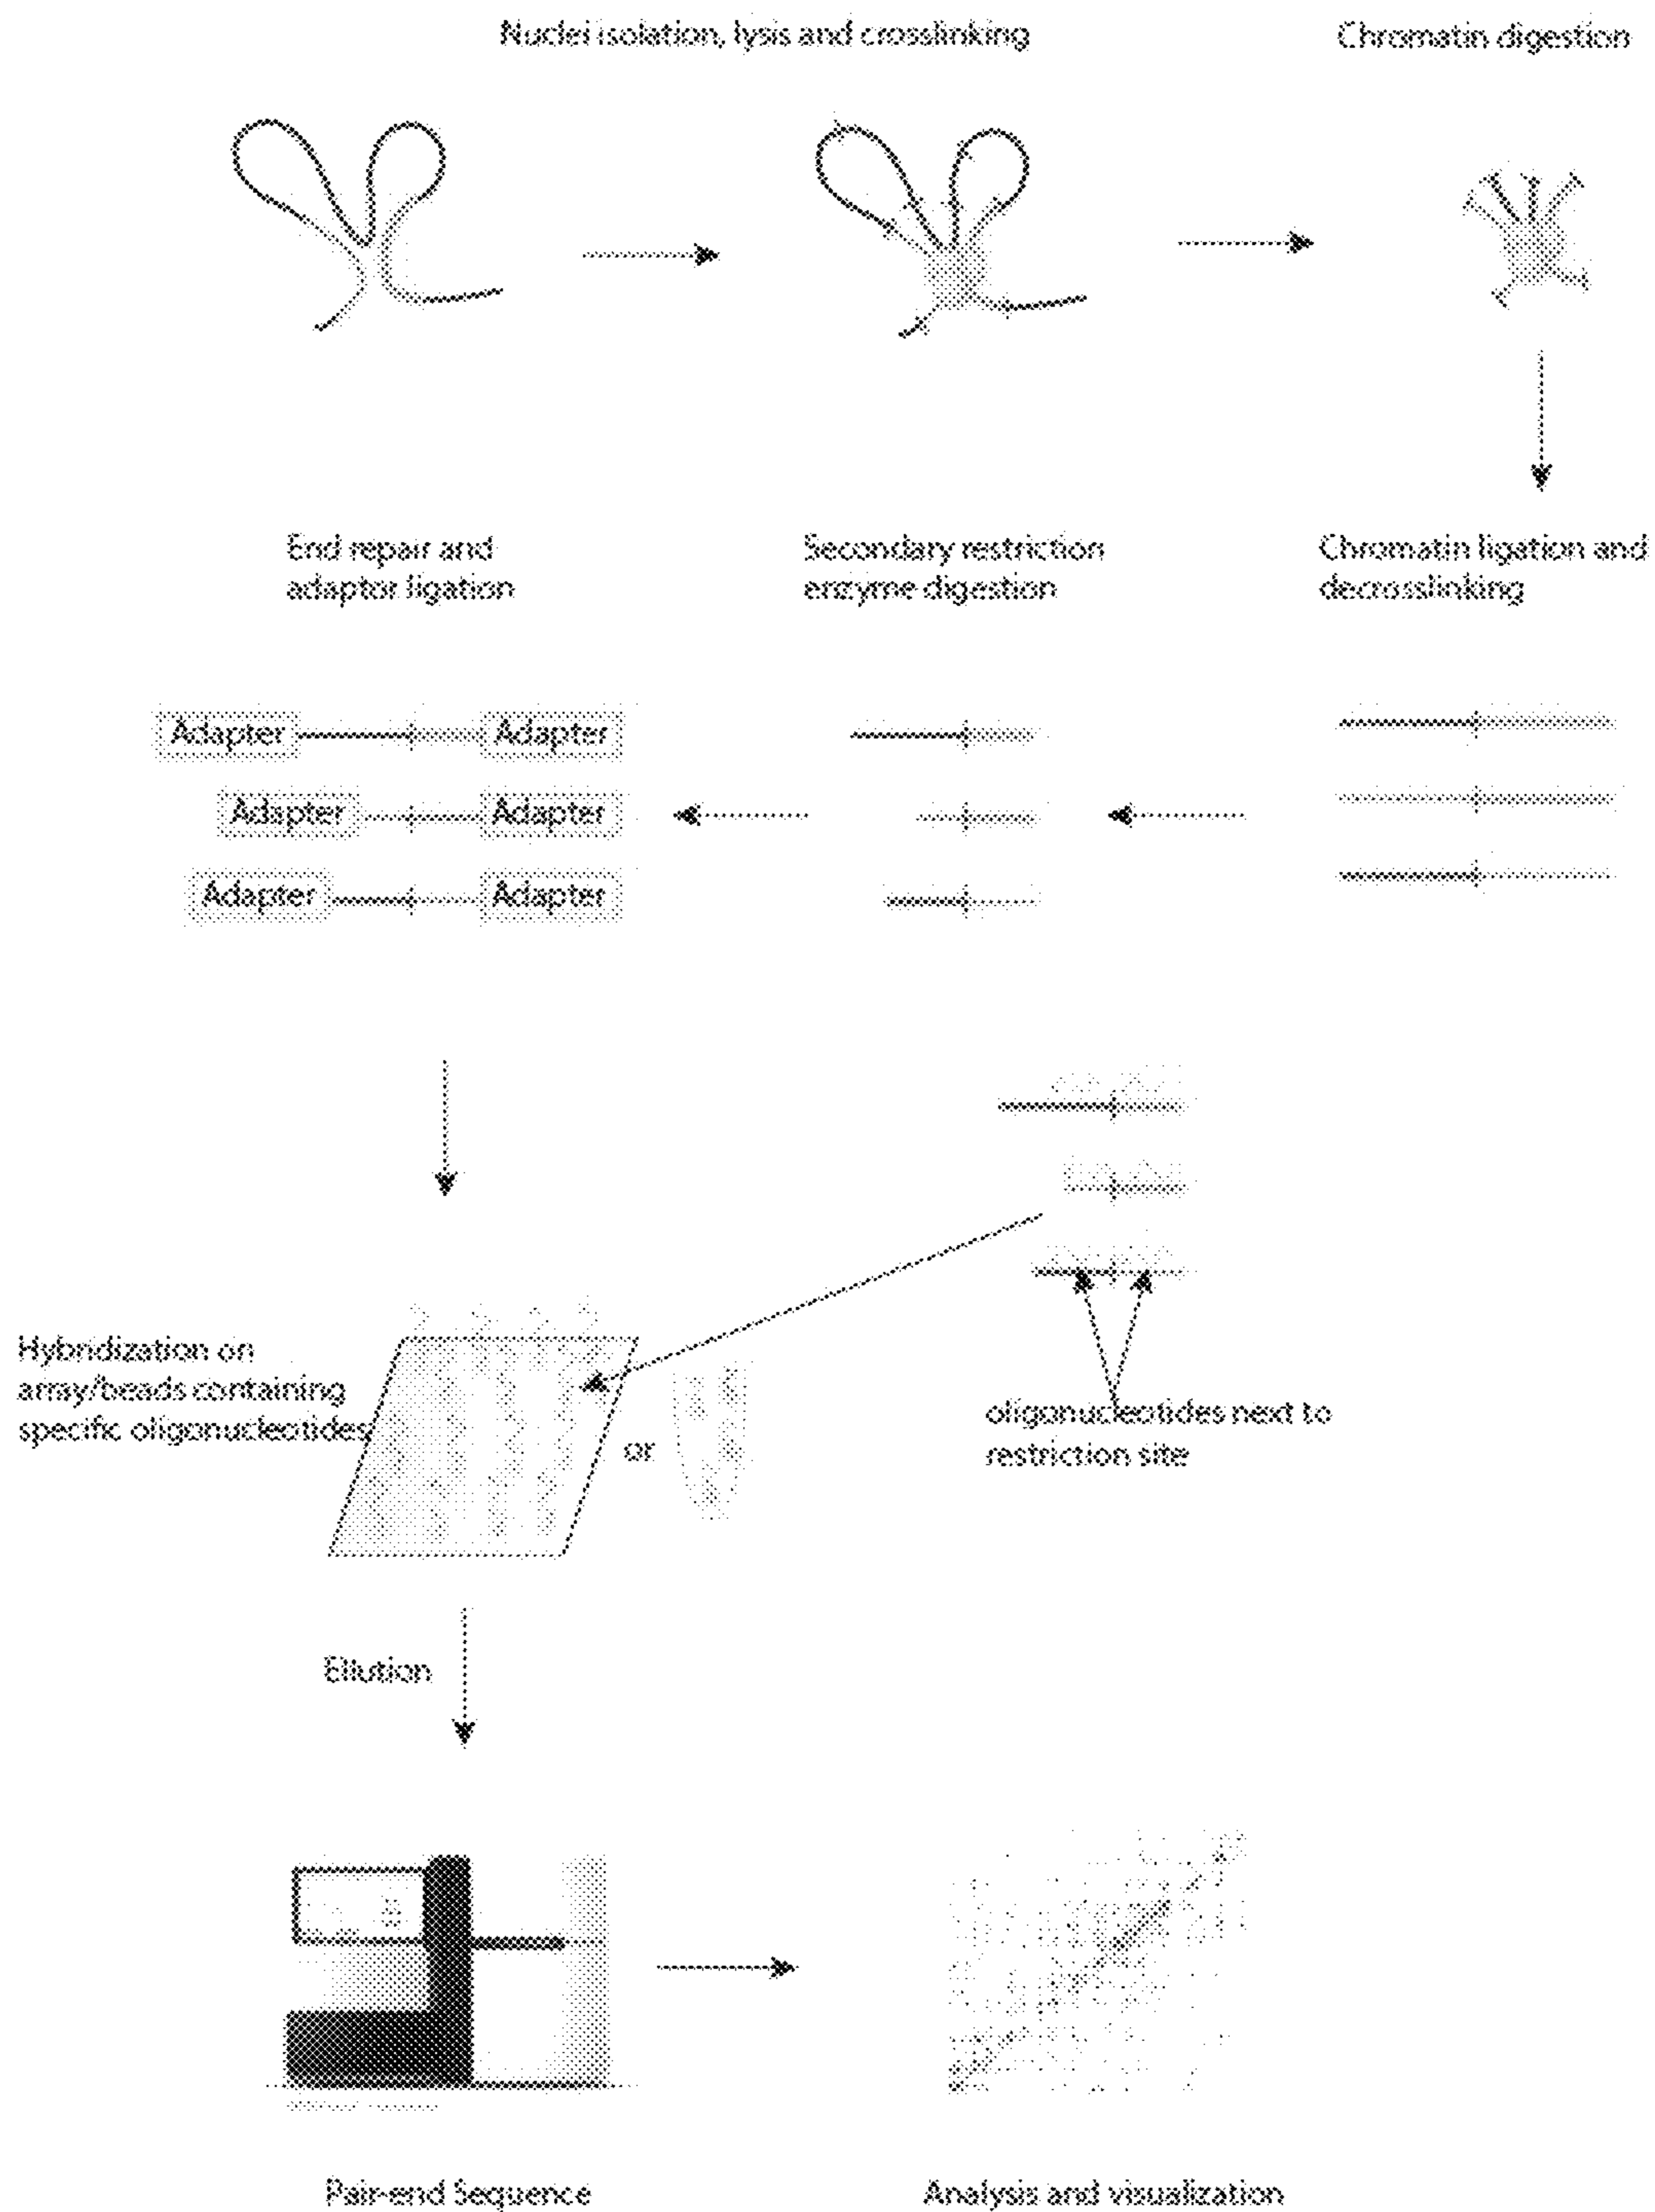 Nuclei isolation, lysis and crosslinking
Chromatin digestion
End repair and
adaptor ligation
Secondary restriction
enzyme digestion
Chromatin ligation and
decrosslinking
Adapter
Adapter
Adapter
Adapter
Adapter
Adapter
Hybridization on
array/beads containing
specific oligonucleotides
or
oligonucleotides next to
restriction site
Ellution
Pair-end Sequence
Analysis and visualization